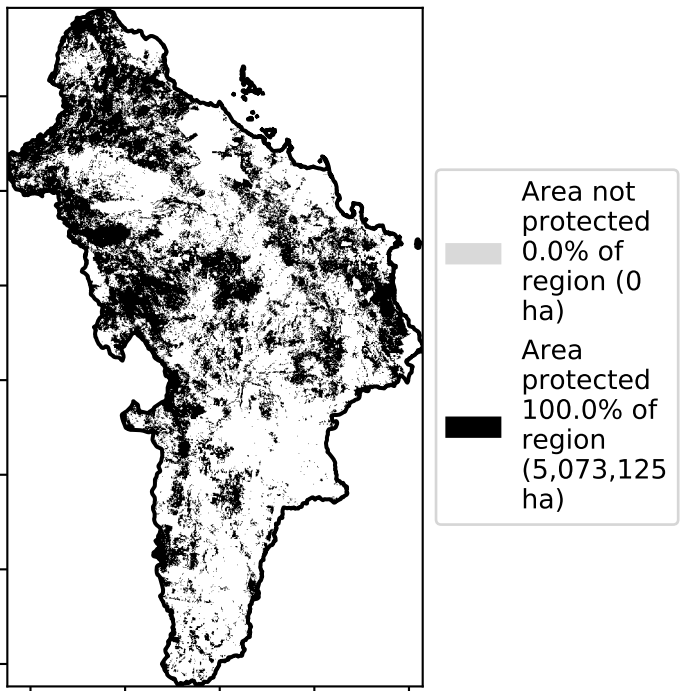 Area not
protected
0.0% of
region (0
ha)
Area
protected
100.0% of
region
(5,073,125
ha)